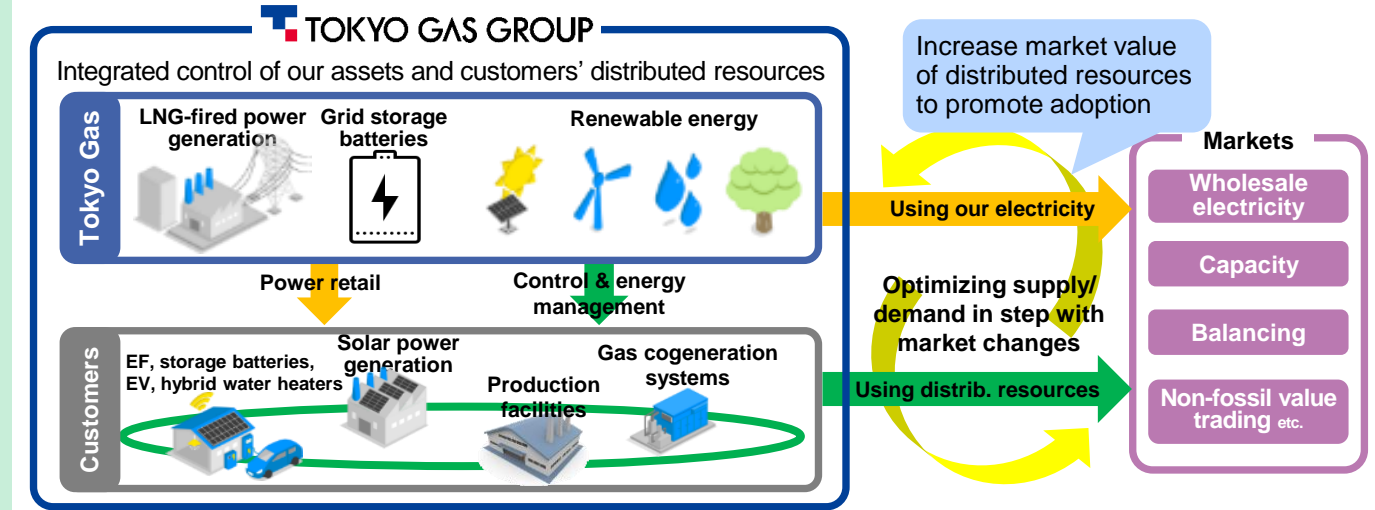 TOKYO GAS GROUP
Integrated control of our assets and customers’ distributed resources
Tokyo Gas
LNG-fired power
generation
Grid storage
batteries
Renewable energy
Power retail
Control & energy
management
Customers
EF, storage batteries,
EV, hybrid water heaters
Solar power
generation
Production
facilities
Gas cogeneration
systems
Increase market value
of distributed resources
to promote adoption
Using our electricity
Optimizing supply/
demand in step with
market changes
Using distrib. resources
Markets
Wholesale
electricity
Capacity
Balancing
Non-fossil value
trading etc.